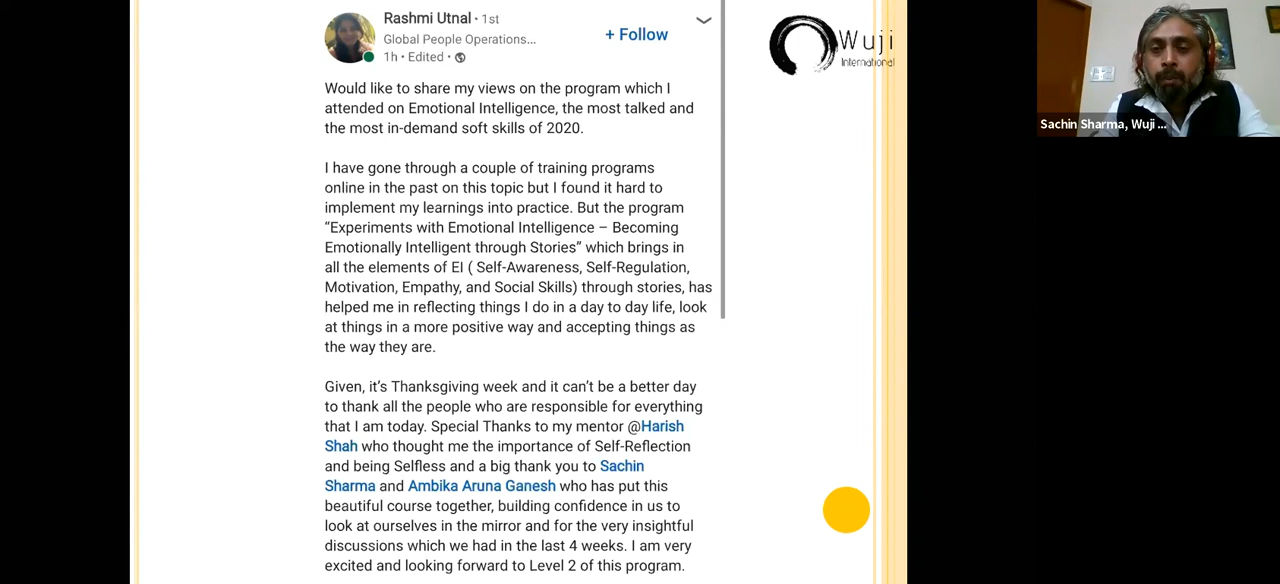 Rashmi Utnal · 1st
Global People Operations...
1h · Edited ·
+ Follow
Would like to share my views on the program which I
attended on Emotional Intelligence, the most talked and
the most in-demand soft skills of 2020.
I have gone through a couple of training programs
online in the past on this topic but I found it hard to
implement my learnings into practice. But the program
“Experiments with Emotional Intelligence – Becoming
Emotionally Intelligent through Stories” which brings in
all the elements of EI ( Self-Awareness, Self-Regulation,
Motivation, Empathy, and Social Skills) through stories, has
helped me in reflecting things I do in a day to day life, look
at things in a more positive way and accepting things as
the way they are.
Given, it’s Thanksgiving week and it can’t be a better day
to thank all the people who are responsible for everything
that I am today. Special Thanks to my mentor @Harish
Shah who thought me the importance of Self-Reflection
and being Selfless and a big thank you to Sachin
Sharma and Ambika Aruna Ganesh who has put this
beautiful course together, building confidence in us to
look at ourselves in the mirror and for the very insightful
discussions which we had in the last 4 weeks. I am very
excited and looking forward to Level 2 of this program.
Wuji
International
Sachin Sharma, Wuji ...